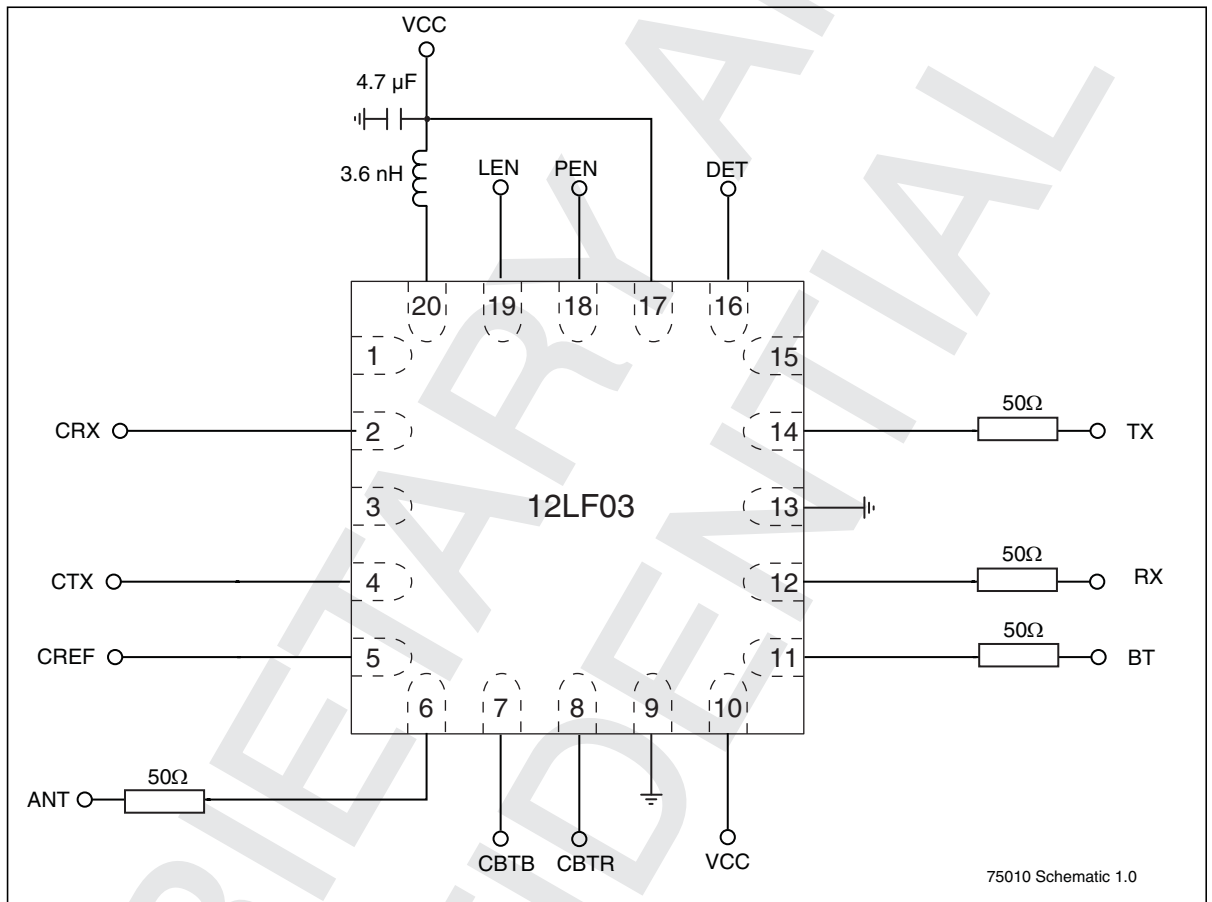 VCC
4.7 µF
3.6 nH
LEN
PEN
DET
20
19
18
17
16
1
15
CRX
2
14
50Ω
TX
3
12LF03
13
CTX
4
12
50Ω
RX
CREF
5
11
50Ω
BT
6
7
8
9
10
ANT
50Ω
CBTB
CBTR
VCC
75010 Schematic 1.0